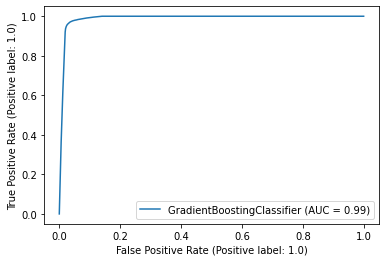 True Positive Rate (Positive label: 1.0)
1.0
0.8
0.6
0.4
0.2
0.0
GradientBoostingClassifier (AUC = 0.99)
0.0 0.2 0.4 0.6 0.8 1.0
False Positive Rate (Positive label: 1.0)